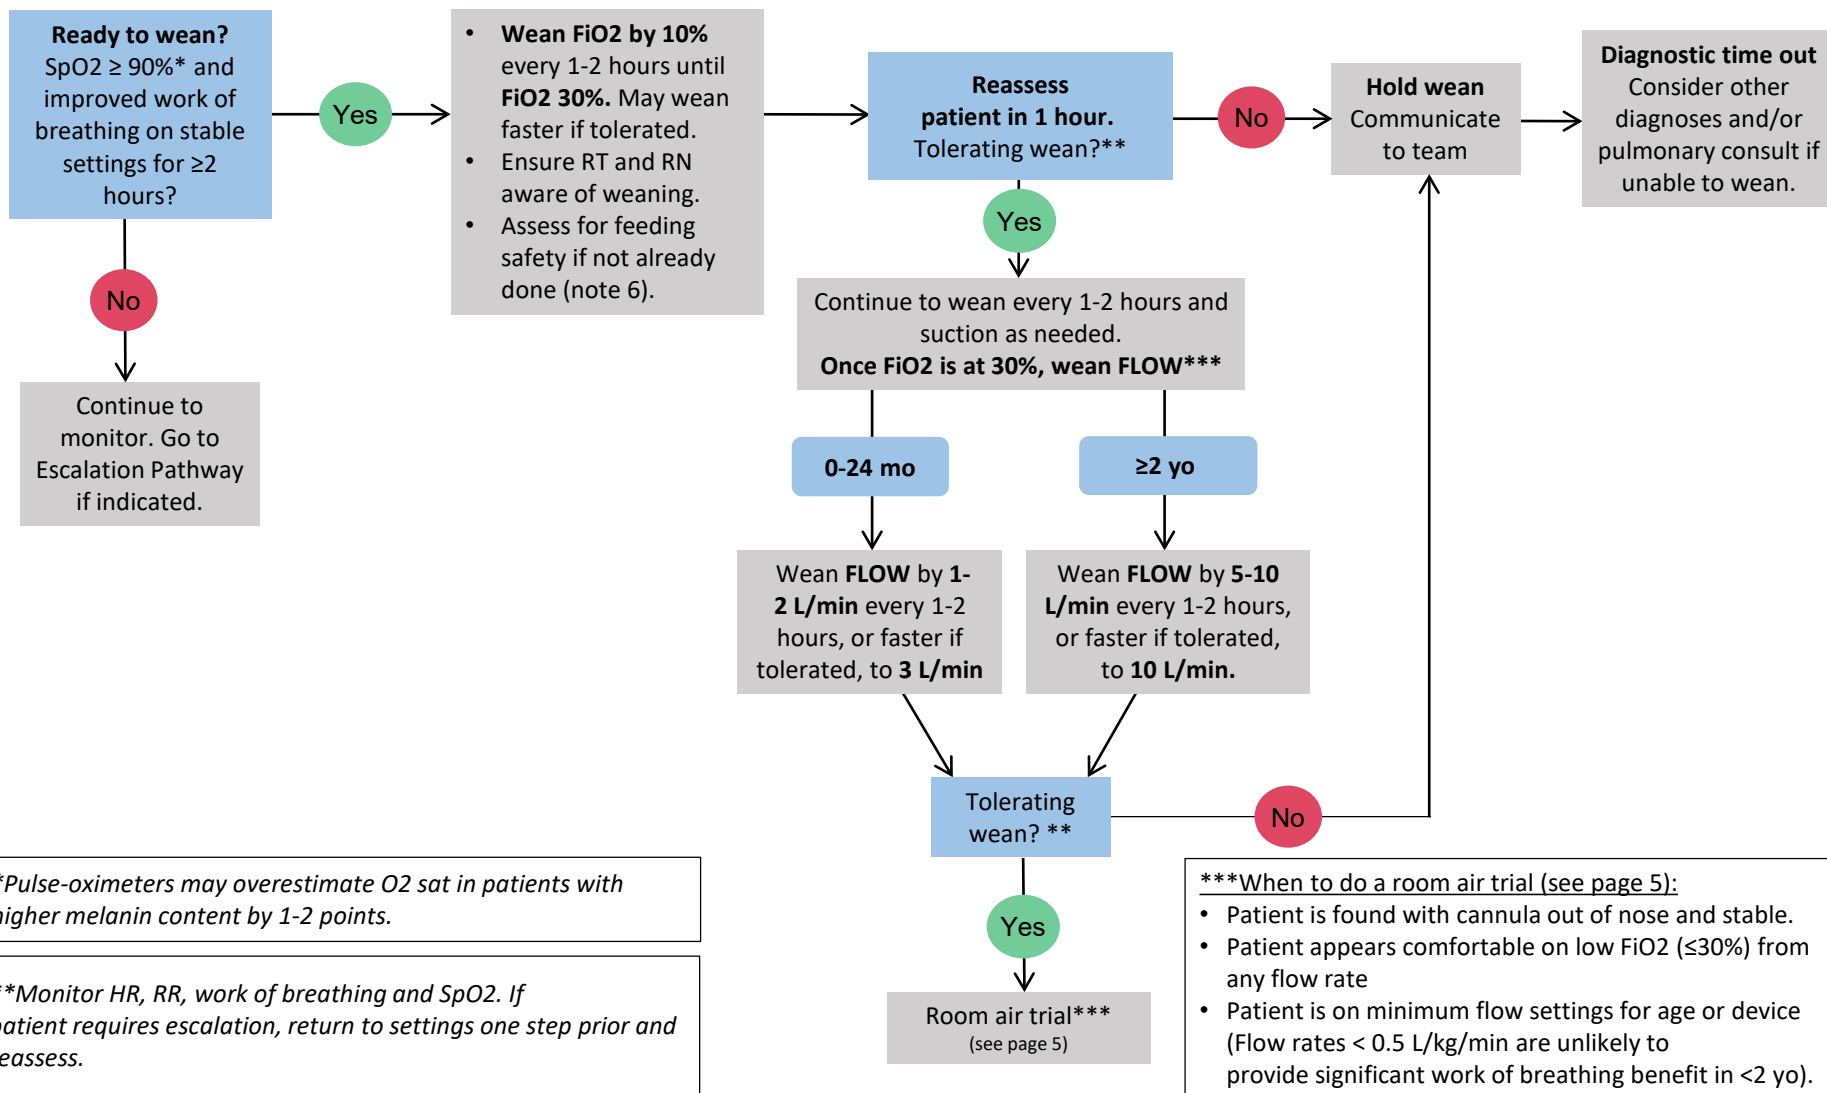 Ready to wean?
SpO2 ≥ 90%* and
improved work of
breathing on stable
settings for ≥2
hours?
Yes
No
Continue to
monitor. Go to
Escalation Pathway
if indicated.
• Wean FiO2 by 10%
every 1-2 hours until
FiO2 30%. May wean
faster if tolerated.
• Ensure RT and RN
aware of weaning.
• Assess for feeding
safety if not already
done (note 6).
Reassess
patient in 1 hour.
Tolerating wean?**
No
Hold wean
Communicate
to team
Diagnostic time out
Consider other
diagnoses and/or
pulmonary consult if
unable to wean.
Yes
Continue to wean every 1-2 hours and
suction as needed.
Once FiO2 is at 30%, wean FLOW***
0-24 mo
≥2 yo
Wean FLOW by 1-
2 L/min every 1-2
hours, or faster if
tolerated, to 3 L/min
Wean FLOW by 5-10
L/min every 1-2 hours,
or faster if tolerated,
to 10 L/min.
Tolerating
wean? **
No
Yes
Room air trial***
(see page 5)
*Pulse-oximeters may overestimate O2 sat in patients with
higher melanin content by 1-2 points.
**Monitor HR, RR, work of breathing and SpO2. If
patient requires escalation, return to settings one step prior and
reassess.
***When to do a room air trial (see page 5):
• Patient is found with cannula out of nose and stable.
• Patient appears comfortable on low FiO2 (≤30%) from
any flow rate
• Patient is on minimum flow settings for age or device
(Flow rates < 0.5 L/kg/min are unlikely to
provide significant work of breathing benefit in <2 yo).